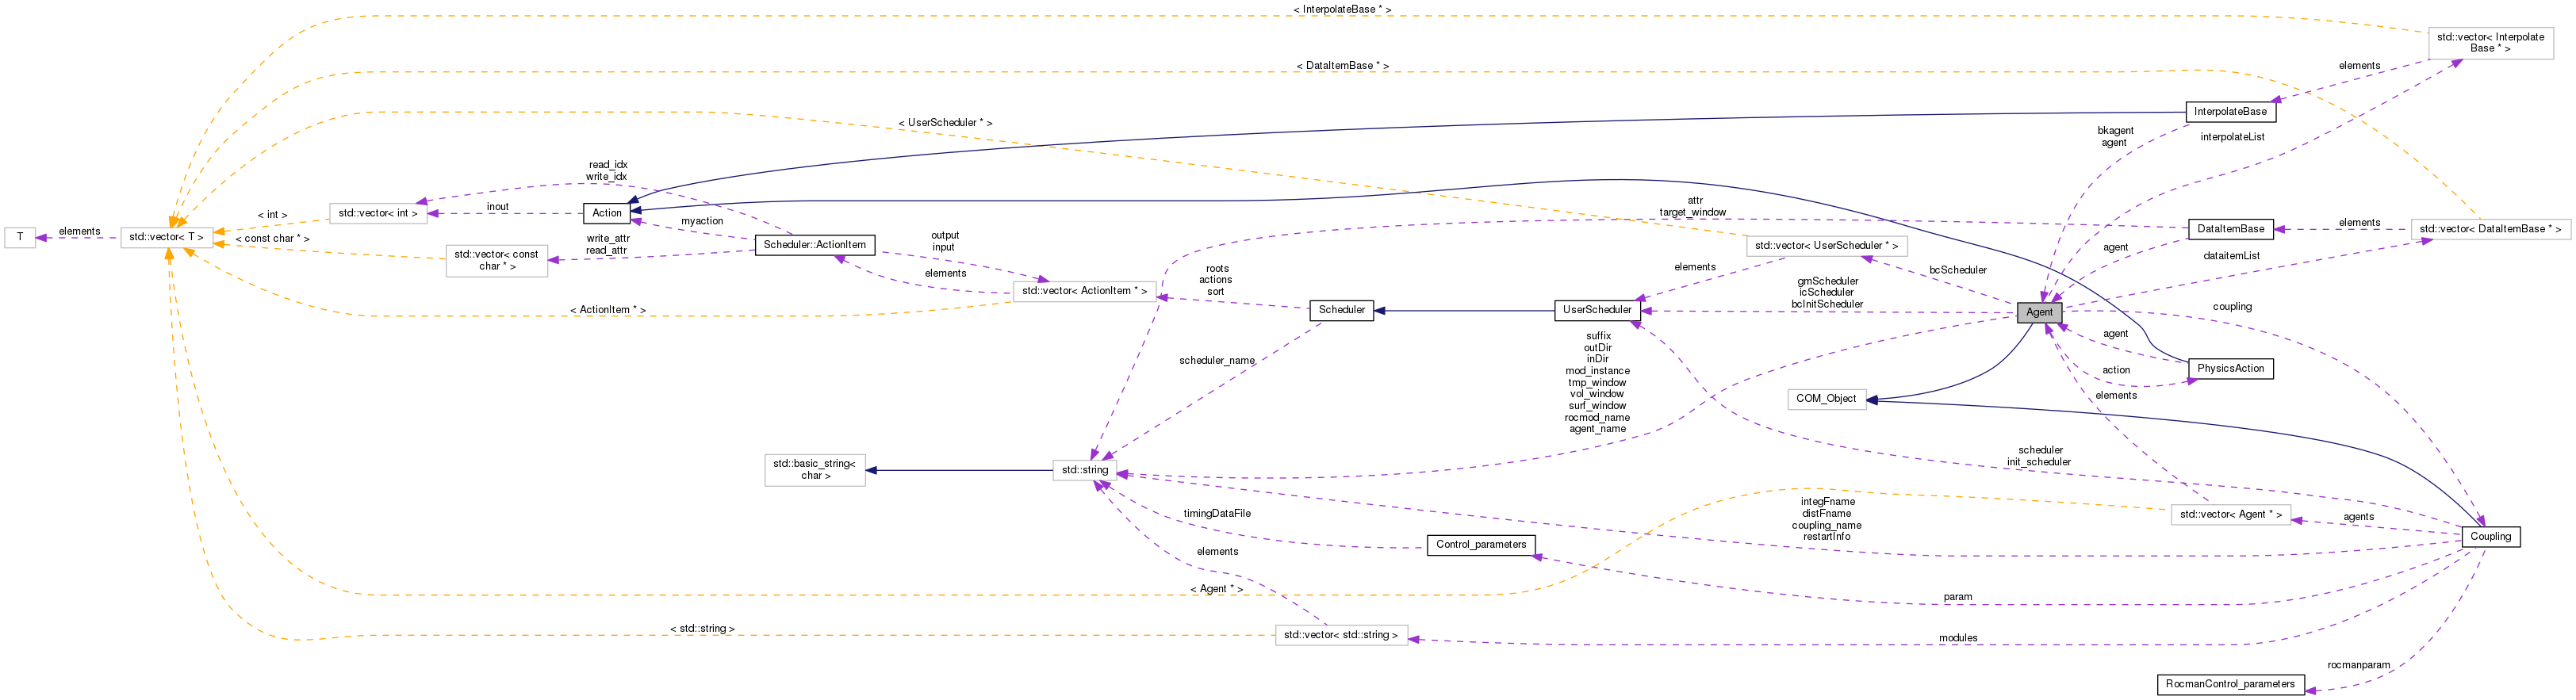 < InterpolateBase * >
std::vector< Interpolate
Base * >
< DataItemBase * >
elements
InterpolateBase
< UserScheduler * >
bkagent
agent
interpolateList
read_idx
write_idx
attr
target_window
std::vector< int >
inout
Action
< int >
myaction
elements
T
std::vector< T >
< const char * >
write_attr
read_attr
Scheduler::ActionItem
output
input
std::vector< const
char * >
std::vector< UserScheduler * >
DataItemBase
elements
std::vector< DataItemBase * >
agent
dataitemList
elements
roots
actions
sort
elements
bcScheduler
gmScheduler
icScheduler
bcInitScheduler
std::vector< ActionItem * >
< ActionItem * >
Scheduler
UserScheduler
Agent
coupling
scheduler_name
suffix
outDir
inDir
mod_instance
tmp_window
vol_window
surf_window
rocmod_name
agent_name
agent
action
PhysicsAction
COM_Object
elements
std::basic_string<
char >
std::string
scheduler
init_scheduler
timingDataFile
integFname
distFname
coupling_name
restartInfo
std::vector< Agent * >
agents
Coupling
elements
Control_parameters
< Agent * >
param
< std::string >
std::vector< std::string >
modules
rocmanparam
RocmanControl_parameters